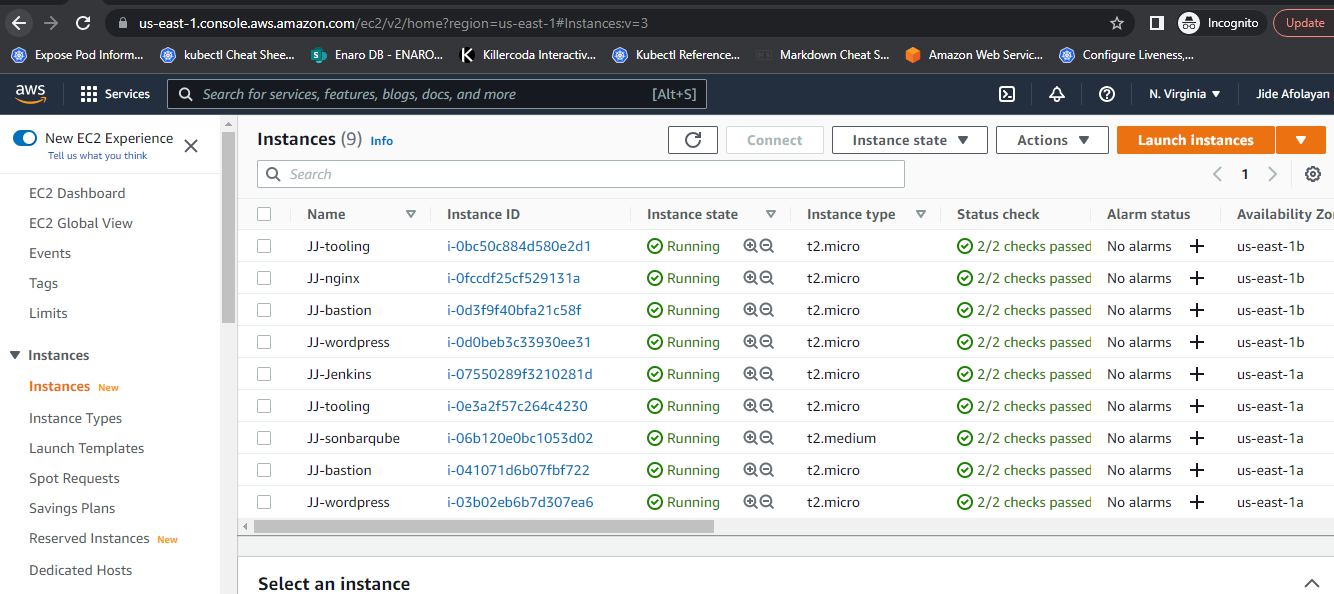 us-east-1.console.aws.amazon.com/ec2/v2/home?region=us-east-1#Instances:v=3 Incognito Update
Expose Pod Inform... kubectl Cheat Shee... Enaro DB - ENARO... Killercoda Interactiv... Kubectl Reference... Markdown Cheat S... Amazon Web Servic... Configure Liveness,...
aws Services Search for services, features, blogs, docs, and more [Alt+S] N. Virginia Jide Afolayan
New EC2 Experience
Tell us what you think
EC2 Dashboard
EC2 Global View
Events
Tags
Limits
Instances
Instances New
Instance Types
Launch Templates
Spot Requests
Savings Plans
Reserved Instances New
Dedicated Hosts
Instances (9) Info Connect Instance state Actions Launch instances
Search 1
Name Instance ID Instance state Instance type Status check Alarm status Availability Zo
JJ-tooling i-0bc50c884d580e2d1 Running t2.micro 2/2 checks passed No alarms us-east-1b
JJ-nginx i-0fccdf25cf529131a Running t2.micro 2/2 checks passed No alarms us-east-1b
JJ-bastion i-0d3f9f40bfa21c58f Running t2.micro 2/2 checks passed No alarms us-east-1b
JJ-wordpress i-0d0beb3c33930ee31 Running t2.micro 2/2 checks passed No alarms us-east-1b
JJ-Jenkins i-07550289f3210281d Running t2.micro 2/2 checks passed No alarms us-east-1a
JJ-tooling i-0e3a2f57c264c4230 Running t2.micro 2/2 checks passed No alarms us-east-1a
JJ-sonbarqube i-06b120e0bc1053d02 Running t2.medium 2/2 checks passed No alarms us-east-1a
JJ-bastion i-041071d6b07fbf722 Running t2.micro 2/2 checks passed No alarms us-east-1a
JJ-wordpress i-03b02eb6b7d307ea6 Running t2.micro 2/2 checks passed No alarms us-east-1a
Select an instance